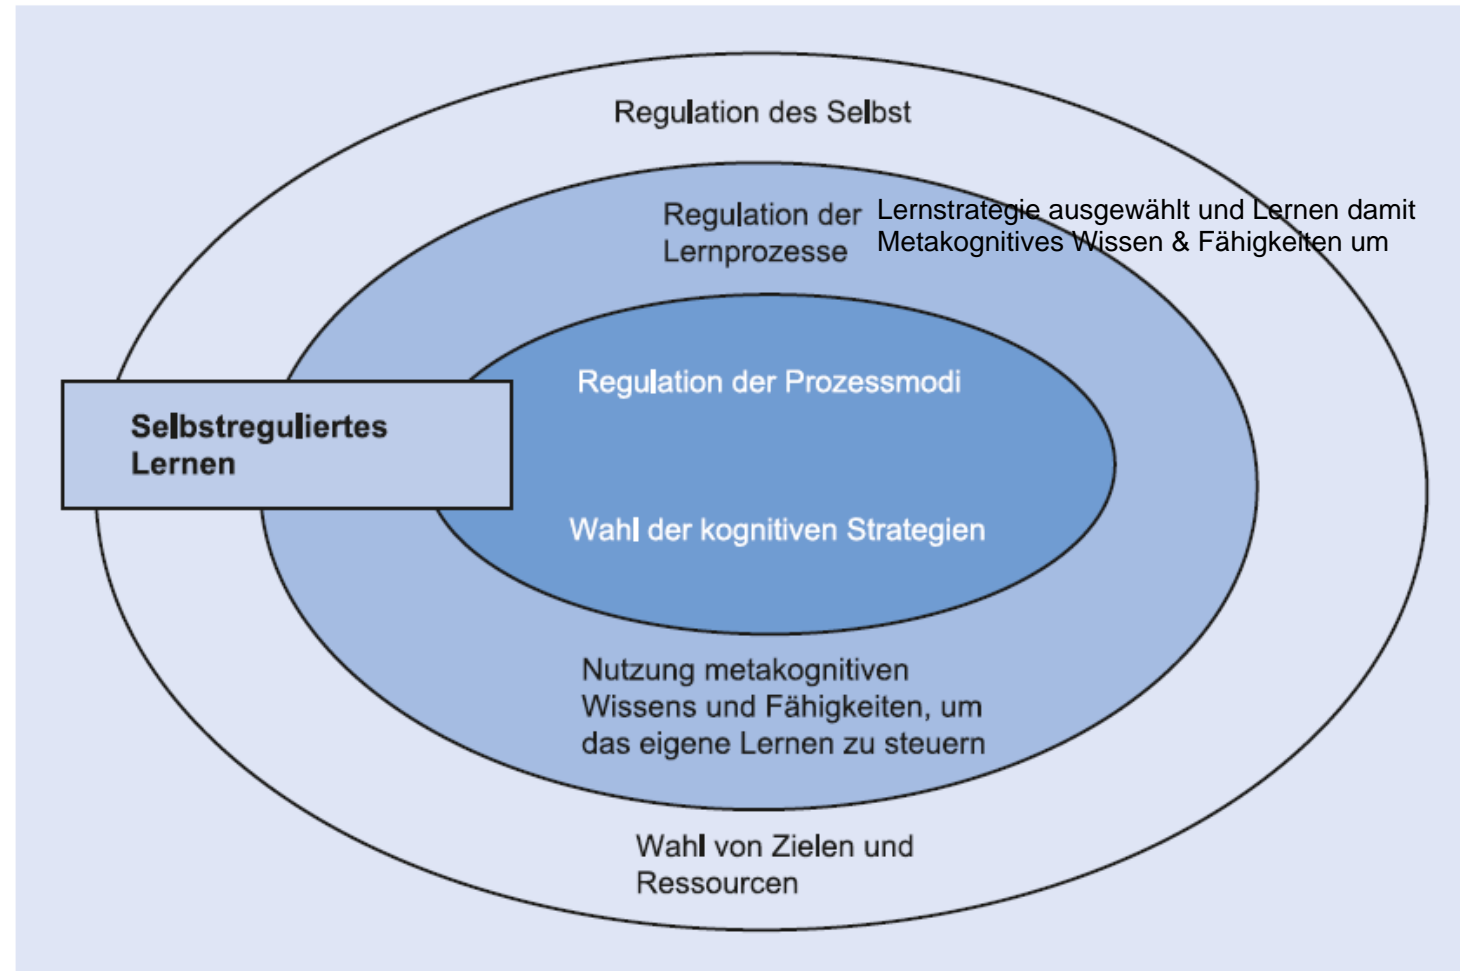 Regulation des Selbst
Regulation der
Lernprozesse
Lernstrategie ausgewählt und Lernen damit
Metakognitives Wissen & Fähigkeiten um
Regulation der Prozessmodi
Selbstreguliertes
Lernen
Wahl der kognitiven Strategien
Nutzung metakognitiven
Wissens und Fähigkeiten, um
das eigene Lernen zu steuern
Wahl von Zielen und
Ressourcen